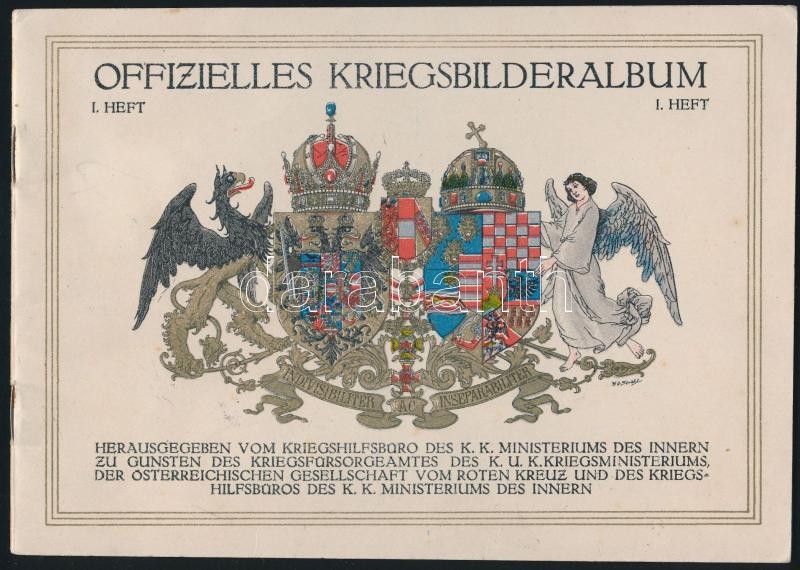 OFFIZIELLES KRIEGSBILDERALBUM
I. HEFT I. HEFT
darabanth
INDIVISIBILITER AC INSEPARABILITER
HERAUSGEGEBEN VOM KRIEGSHILFSBÜRO DES K. K. MINISTERIUMS DES INNERN
ZU GUNSTEN DES KRIEGSFÜRSORGEAMTES DES K. U. K. KRIEGSMINISTERIUMS,
DER ÖSTERREICHISCHEN GESELLSCHAFT VOM ROTEN KREUZ UND DES KRIEGS-
HILFSBÜROS DES K. K. MINISTERIUMS DES INNERN